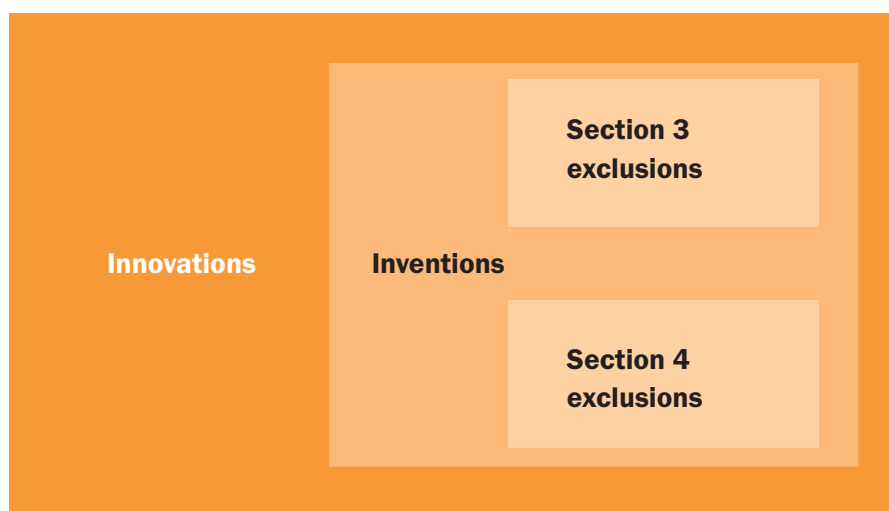 Section 3
exclusions
Innovations
Inventions
Section 4
exclusions